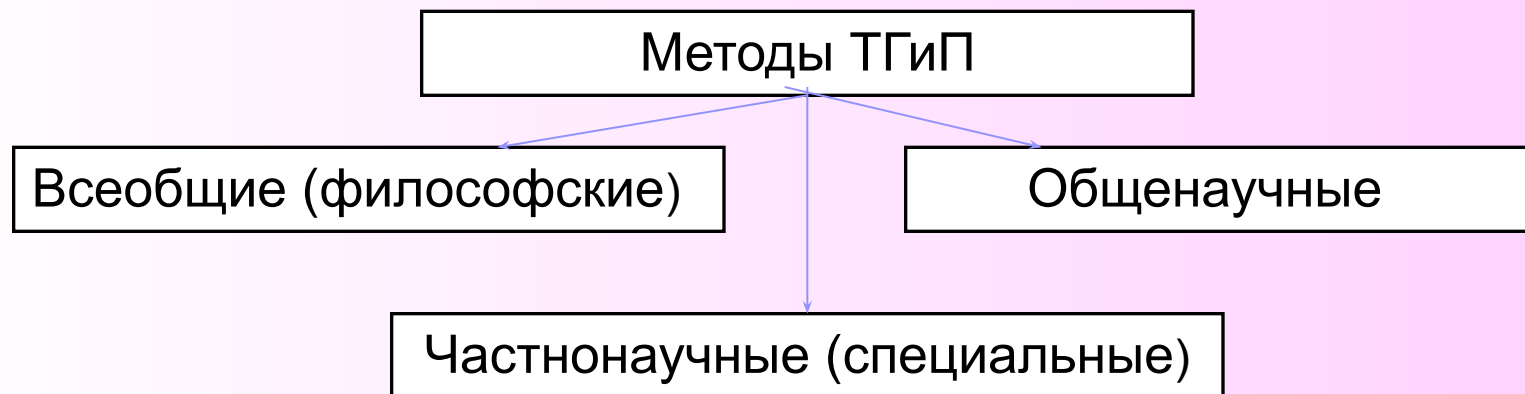 Методы ТГиП
Всеобщие (философские)
Общенаучные
Частнонаучные (специальные)